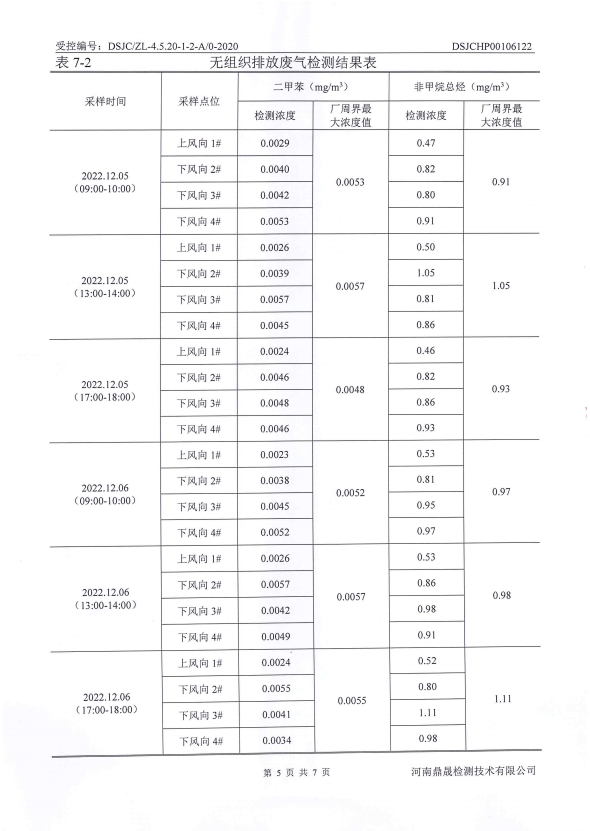 受控编号：DSJC/ZL-4.5.20-1-2-A/0-2020 DSJCHP00106122
表 7-2 无组织排放废气检测结果表
采样时间 采样点位 二甲苯（mg/m³） 非甲烷总烃（mg/m³）
检测浓度 厂周界最大浓度值 检测浓度 厂周界最大浓度值
2022.12.05
（09:00-10:00）
上风向 1# 0.0029 0.47
下风向 2# 0.0040 0.82
下风向 3# 0.0042 0.80
下风向 4# 0.0053 0.91
0.0053 0.91
2022.12.05
（13:00-14:00）
上风向 1# 0.0026 0.50
下风向 2# 0.0039 1.05
下风向 3# 0.0057 0.81
下风向 4# 0.0045 0.86
0.0057 1.05
2022.12.05
（17:00-18:00）
上风向 1# 0.0024 0.46
下风向 2# 0.0046 0.82
下风向 3# 0.0048 0.86
下风向 4# 0.0046 0.93
0.0048 0.93
2022.12.06
（09:00-10:00）
上风向 1# 0.0023 0.53
下风向 2# 0.0038 0.81
下风向 3# 0.0045 0.95
下风向 4# 0.0052 0.97
0.0052 0.97
2022.12.06
（13:00-14:00）
上风向 1# 0.0026 0.53
下风向 2# 0.0057 0.86
下风向 3# 0.0042 0.98
下风向 4# 0.0049 0.91
0.0057 0.98
2022.12.06
（17:00-18:00）
上风向 1# 0.0024 0.52
下风向 2# 0.0055 0.80
下风向 3# 0.0041 1.11
下风向 4# 0.0034 0.98
0.0055 1.11
第 5 页 共 7 页 河南鼎晟检测技术有限公司